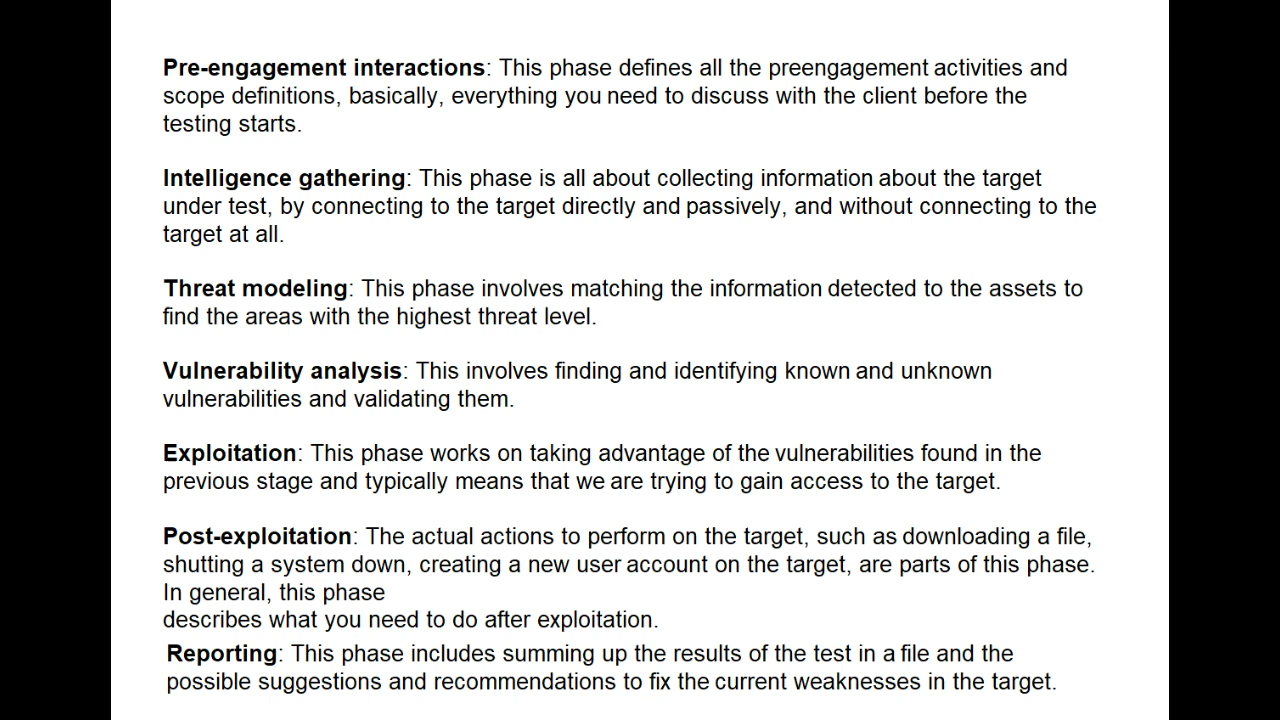 Pre-engagement interactions: This phase defines all the preengagement activities and
scope definitions, basically, everything you need to discuss with the client before the
testing starts.
Intelligence gathering: This phase is all about collecting information about the target
under test, by connecting to the target directly and passively, and without connecting to the
target at all.
Threat modeling: This phase involves matching the information detected to the assets to
find the areas with the highest threat level.
Vulnerability analysis: This involves finding and identifying known and unknown
vulnerabilities and validating them.
Exploitation: This phase works on taking advantage of the vulnerabilities found in the
previous stage and typically means that we are trying to gain access to the target.
Post-exploitation: The actual actions to perform on the target, such as downloading a file,
shutting a system down, creating a new user account on the target, are parts of this phase.
In general, this phase
describes what you need to do after exploitation.
Reporting: This phase includes summing up the results of the test in a file and the
possible suggestions and recommendations to fix the current weaknesses in the target.